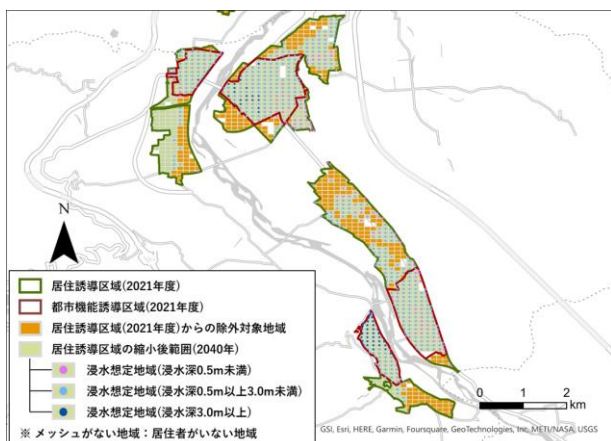 N
居住誘導区域(2021年度)
都市機能誘導区域(2021年度)
居住誘導区域(2021年度)からの除外対象地域
居住誘導区域の縮小後範囲(2040年)
浸水想定地域(浸水深0.5m未満)
浸水想定地域(浸水深0.5m以上3.0m未満)
浸水想定地域(浸水深3.0m以上)
※ メッシュがない地域：居住者がいない地域
0 1 2
km
GSI, Esri, HERE, Garmin, Foursquare, GeoTechnologies, Inc, METI/NASA, USGS